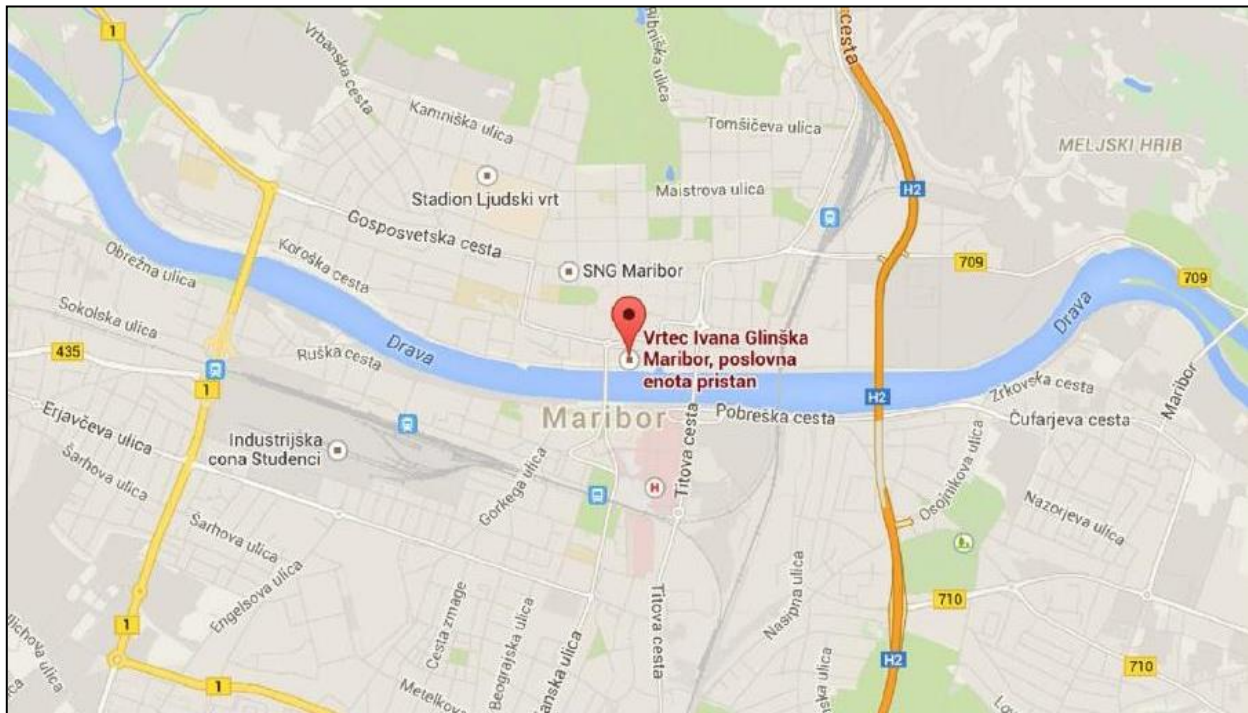 1
cesta
Ribniška ulica
Vrbanska cesta
Kamniška ulica
Tomšičeva ulica
MELJSKI HRIB
Stadion Ljudski vrt
Maistrova ulica
H2
Gosposvetska cesta
Koroška cesta
Obrežna ulica
SNG Maribor
709
709
Sokolska ulica
Drava
Drava
Vrtec Ivana Glinška
Maribor, poslovna
enota pristan
435
Ruška cesta
1
H2
Zrkovska cesta
Maribor
Maribor
Pobreška cesta
Čufarjeva cesta
Erjavčeva ulica
Industrijska
cona Studenci
Titova cesta
Šarhova ulica
Gorkega ulica
H
Osojnikova ulica
Nazorjeva ulica
Šarhova ulica
Engelsova ulica
Titova cesta
Nasipna ulica
710
Cesta zmage
Beograjska ulica
1
H2
710
1
Metelkova